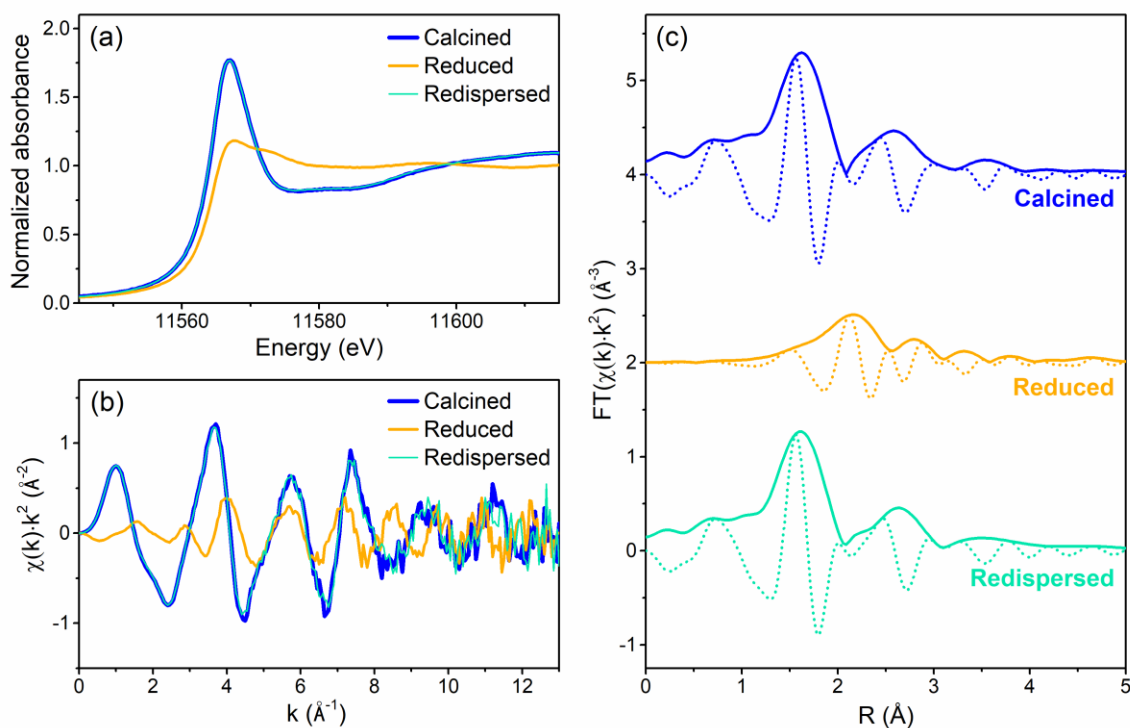 (a)
Calcined
Reduced
Redispersed
Normalized absorbance
2.0
1.5
1.0
0.5
0.0
11560
11580
11600
Energy (eV)
(b)
Calcined
Reduced
Redispersed
χ(k)·k² (Å⁻²)
1
0
-1
0
2
4
6
8
10
12
k (Å⁻¹)
(c)
Calcined
Reduced
Redispersed
FT(χ(k)·k²) (Å⁻³)
5
4
3
2
1
0
-1
0
1
2
3
4
5
R (Å)